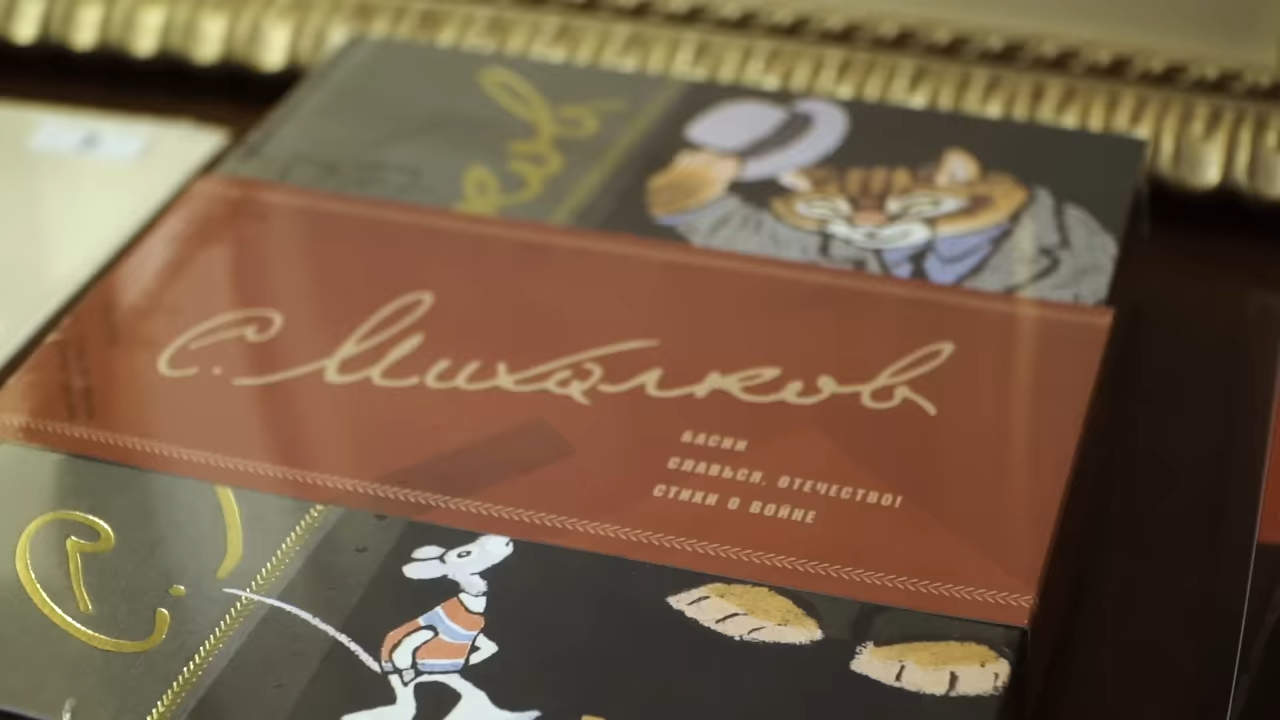 С. Михалков
БАСНИ
СЛАВЬСЯ, ОТЕЧЕСТВО!
СТИХИ О ВОЙНЕ
С.